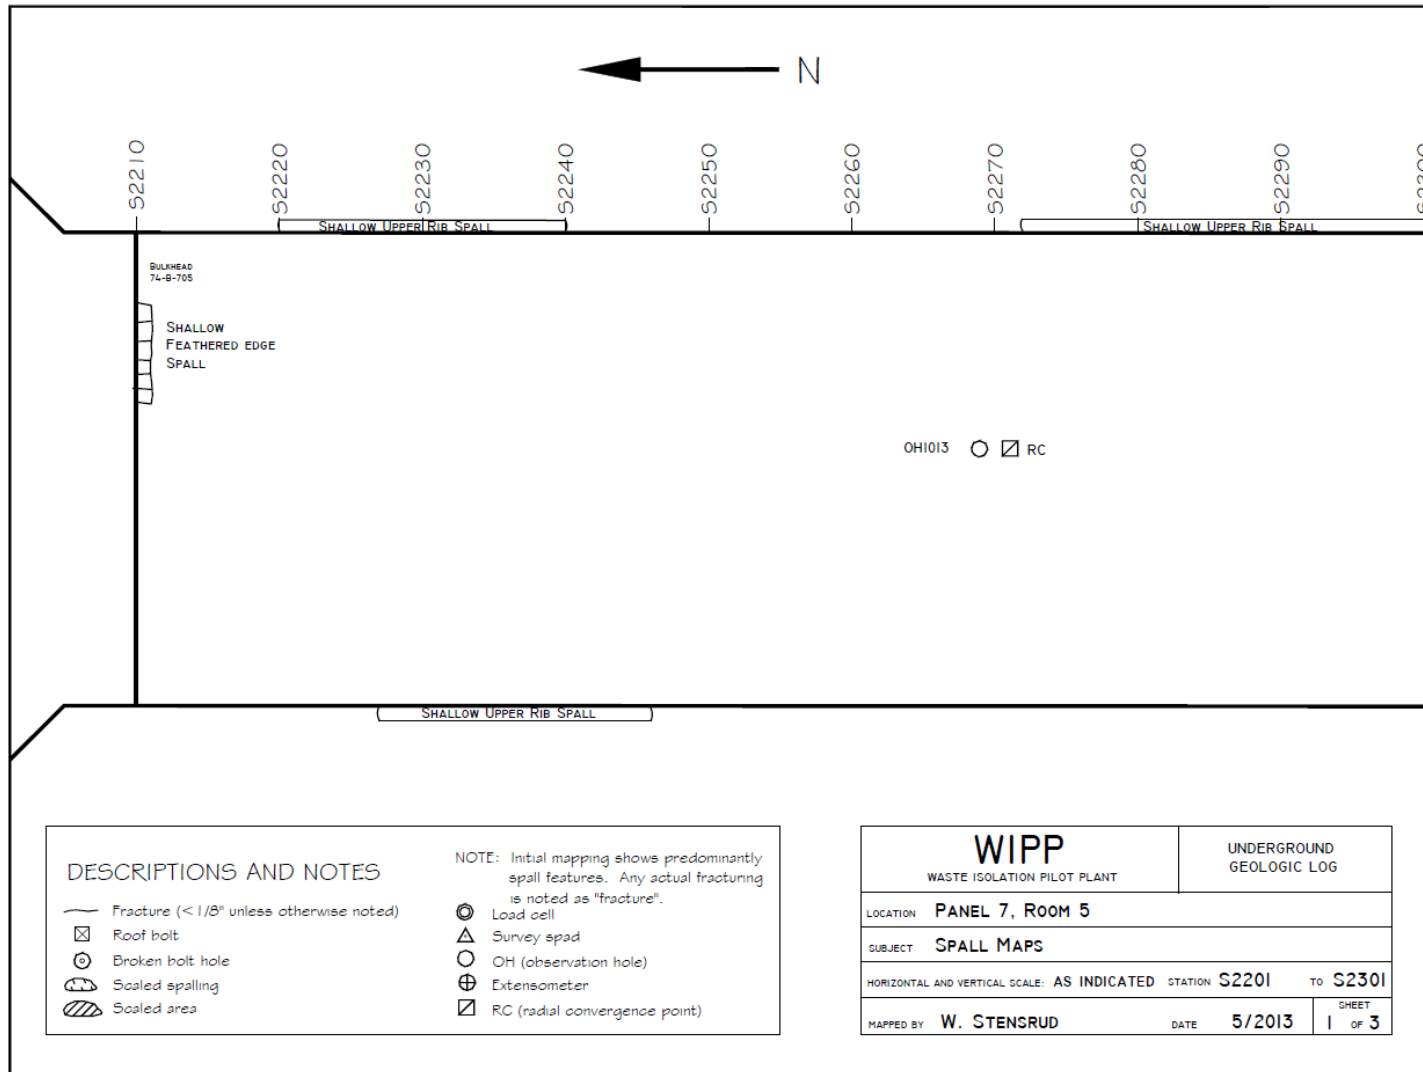 N
S2210
S2220
S2230
S2240
S2250
S2260
S2270
S2280
S2290
S2300
SHALLOW UPPER RIB SPALL
SHALLOW UPPER RIB SPALL
BULKHEAD
74-B-705
SHALLOW
FEATHERED EDGE
SPALL
OH1013
RC
SHALLOW UPPER RIB SPALL
DESCRIPTIONS AND NOTES
Fracture (< 1/8" unless otherwise noted)
Roof bolt
Broken bolt hole
Scaled spalling
Scaled area
NOTE: Initial mapping shows predominantly
spall features. Any actual fracturing
is noted as "fracture".
Load cell
Survey spad
OH (observation hole)
Extensometer
RC (radial convergence point)
WIPP
WASTE ISOLATION PILOT PLANT
UNDERGROUND
GEOLOGIC LOG
LOCATION PANEL 7, ROOM 5
SUBJECT SPALL MAPS
HORIZONTAL AND VERTICAL SCALE: AS INDICATED STATION S2201 TO S2301
MAPPED BY W. STENSRUD DATE 5/2013
SHEET
1 OF 3